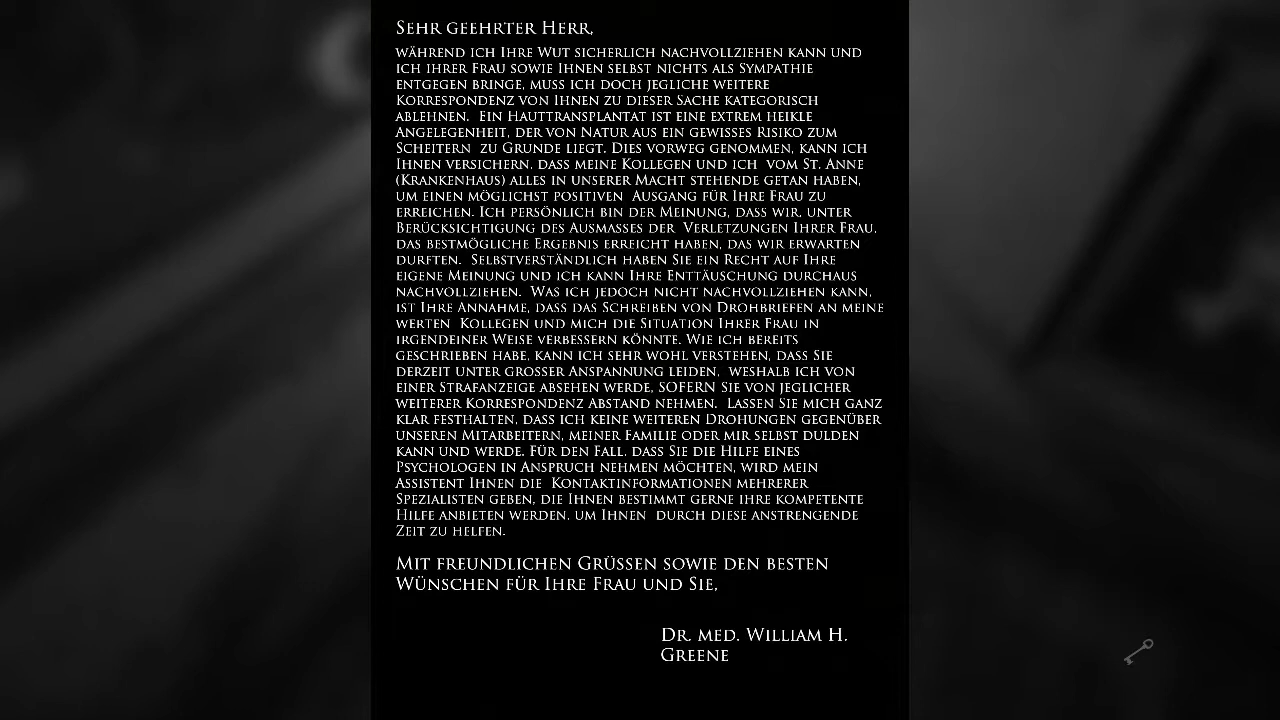 SEHR GEEHRTER HERR,
WÄHREND ICH IHRE WUT SICHERLICH NACHVOLLZIEHEN KANN UND
ICH IHRER FRAU SOWIE IHNEN SELBST NICHTS ALS SYMPATHIE
ENTGEGEN BRINGE, MUSS ICH DOCH JEGLICHE WEITERE
KORRESPONDENZ VON IHNEN ZU DIESER SACHE KATEGORISCH
ABLEHNEN. EIN HAUTTRANSPLANTAT IST EINE EXTREM HEIKLE
ANGELEGENHEIT, DER VON NATUR AUS EIN GEWISSES RISIKO ZUM
SCHEITERN ZU GRUNDE LIEGT. DIES VORWEG GENOMMEN, KANN ICH
IHNEN VERSICHERN, DASS MEINE KOLLEGEN UND ICH VOM ST. ANNE
(KRANKENHAUS) ALLES IN UNSERER MACHT STEHENDE GETAN HABEN,
UM EINEN MÖGLICHST POSITIVEN AUSGANG FÜR IHRE FRAU ZU
ERREICHEN. ICH PERSÖNLICH BIN DER MEINUNG, DASS WIR, UNTER
BERÜCKSICHTIGUNG DES AUSMASSES DER VERLETZUNGEN IHRER FRAU,
DAS BESTMÖGLICHE ERGEBNIS ERREICHT HABEN, DAS WIR ERWARTEN
DURFTEN. SELBSTVERSTÄNDLICH HABEN SIE EIN RECHT AUF IHRE
EIGENE MEINUNG UND ICH KANN IHRE ENTTÄUSCHUNG DURCHAUS
NACHVOLLZIEHEN. WAS ICH JEDOCH NICHT NACHVOLLZIEHEN KANN,
IST IHRE ANNAHME, DASS DAS SCHREIBEN VON DROHBRIEFEN AN MEINE
WERTEN KOLLEGEN UND MICH DIE SITUATION IHRER FRAU IN
IRGENDEINER WEISE VERBESSERN KÖNNTE. WIE ICH BEREITS
GESCHRIEBEN HABE, KANN ICH SEHR WOHL VERSTEHEN, DASS SIE
DERZEIT UNTER GROSSER ANSPANNUNG LEIDEN, WESHALB ICH VON
EINER STRAFANZEIGE ABSEHEN WERDE, SOFERN SIE VON JEGLICHER
WEITERER KORRESPONDENZ ABSTAND NEHMEN. LASSEN SIE MICH GANZ
KLAR FESTHALTEN, DASS ICH KEINE WEITEREN DROHUNGEN GEGENÜBER
UNSEREN MITARBEITERN, MEINER FAMILIE ODER MIR SELBST DULDEN
KANN UND WERDE. FÜR DEN FALL, DASS SIE DIE HILFE EINES
PSYCHOLOGEN IN ANSPRUCH NEHMEN MÖCHTEN, WIRD MEIN
ASSISTENT IHNEN DIE KONTAKTINFORMATIONEN MEHRERER
SPEZIALISTEN GEBEN, DIE IHNEN BESTIMMT GERNE IHRE KOMPETENTE
HILFE ANBIETEN WERDEN, UM IHNEN DURCH DIESE ANSTRENGENDE
ZEIT ZU HELFEN.
MIT FREUNDLICHEN GRÜSSEN SOWIE DEN BESTEN
WÜNSCHEN FÜR IHRE FRAU UND SIE,
DR. MED. WILLIAM H.
GREENE